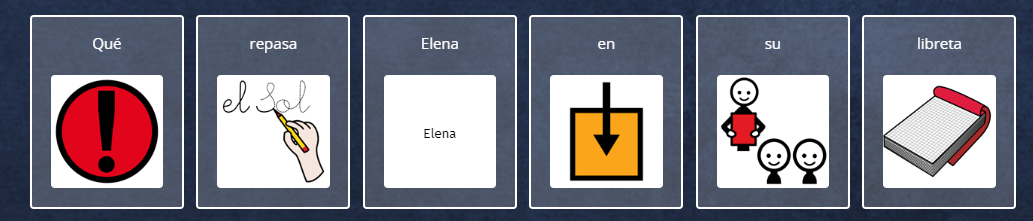 Qué
repasa
Elena
en
su
libreta
el Sol
Elena